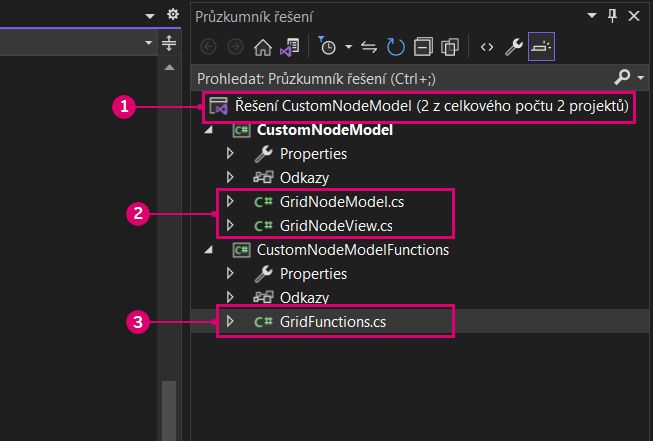 Průzkumník řešení
Prohledat: Průzkumník řešení (Ctrl+;)
1 Řešení CustomNodeModel (2 z celkového počtu 2 projektů)
CustomNodeModel
Properties
Odkazy
2 C# GridNodeModel.cs
C# GridNodeView.cs
C# CustomNodeModelFunctions
Properties
Odkazy
3 C# GridFunctions.cs